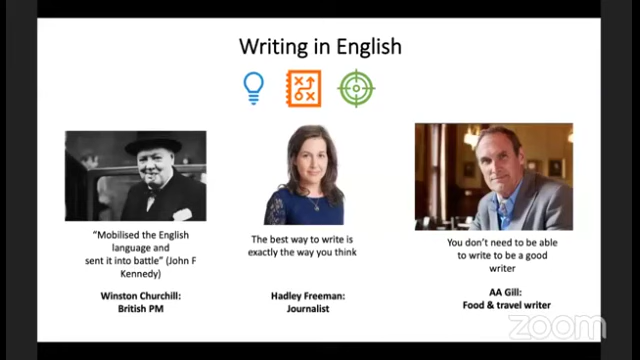 Writing in English
“Mobilised the English
language and
sent it into battle” (John F
Kennedy)
Winston Churchill:
British PM
The best way to write is
exactly the way you think
Hadley Freeman:
Journalist
You don’t need to be able
to write to be a good
writer
AA Gill:
Food & travel writer
zoom